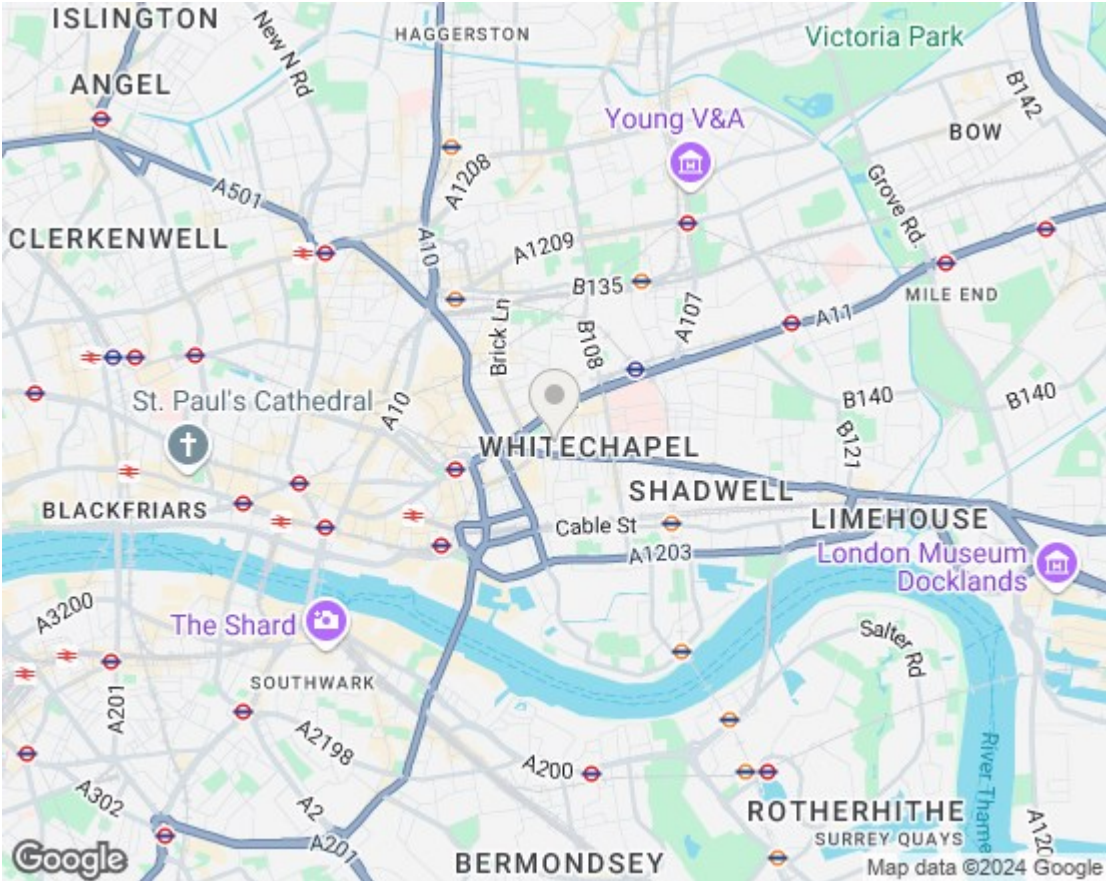 ISLINGTON
HAGGERSTON
New N Rd
Victoria Park
ANGEL
B142
Young V&A
BOW
A1208
A501
Grove Rd.
CLERKENWELL
A10
A1209
B135
MILE END
A107
Brick Ln
B108
A11
St. Paul's Cathedral
A10
B140
B140
B121
WHITECHAPEL
SHADWELL
BLACKFRIARS
Cable St
LIMEHOUSE
A1203
London Museum
Docklands
A3200
The Shard
Salter Rd
SOUTHWARK
A201
A2198
A200
River Thame
A302
A2
ROTHERHITHE
A120
SURREY QUAYS
A201
BERMONDSEY
Google
Map data ©2024 Google